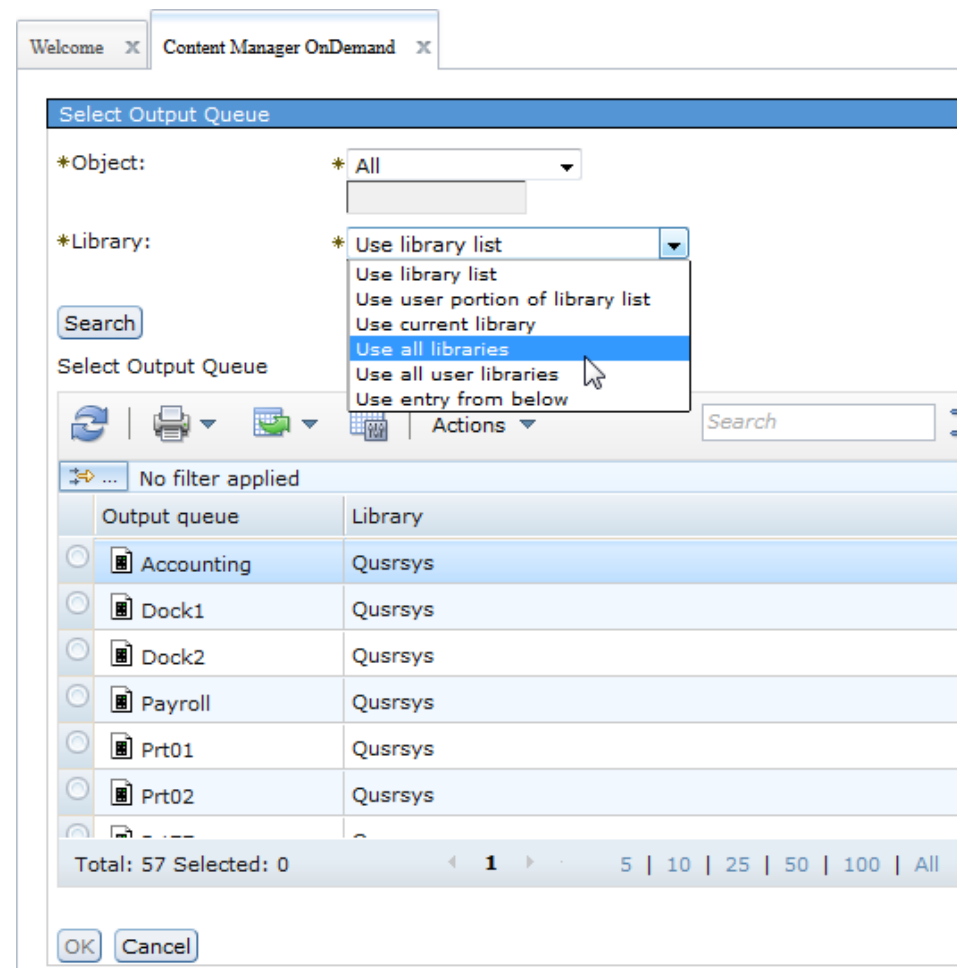 Welcome X Content Manager OnDemand X
Select Output Queue
*Object: * All
*Library: * Use library list
Use library list
Use user portion of library list
Use current library
Use all libraries
Use all user libraries
Use entry from below
Search
Select Output Queue
Actions Search
... No filter applied
Output queue Library
Accounting Qusrsys
Dock1 Qusrsys
Dock2 Qusrsys
Payroll Qusrsys
Prt01 Qusrsys
Prt02 Qusrsys
Total: 57 Selected: 0 1 5 | 10 | 25 | 50 | 100 | All
OK Cancel